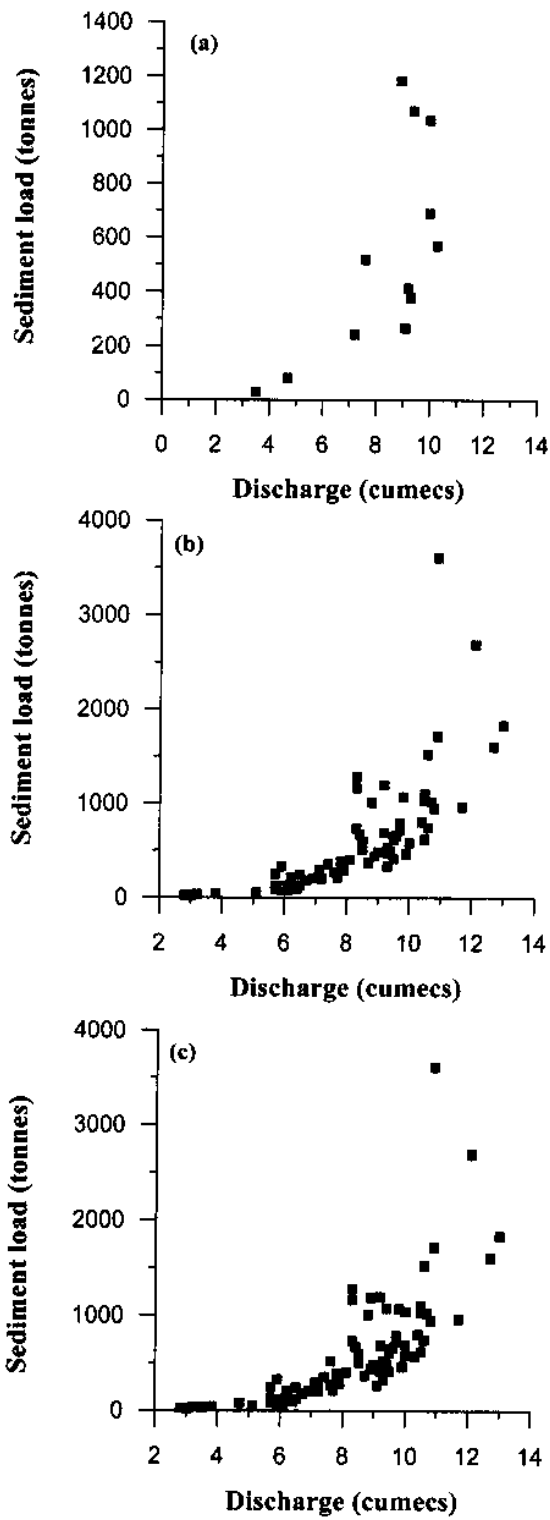 (a)
1400
1200
1000
800
600
400
200
0
Sediment load (tonnes)
0 2 4 6 8 10 12 14
Discharge (cumecs)
(b)
4000
3000
2000
1000
0
Sediment load (tonnes)
2 4 6 8 10 12 14
Discharge (cumecs)
(c)
4000
3000
2000
1000
0
Sediment load (tonnes)
2 4 6 8 10 12 14
Discharge (cumecs)